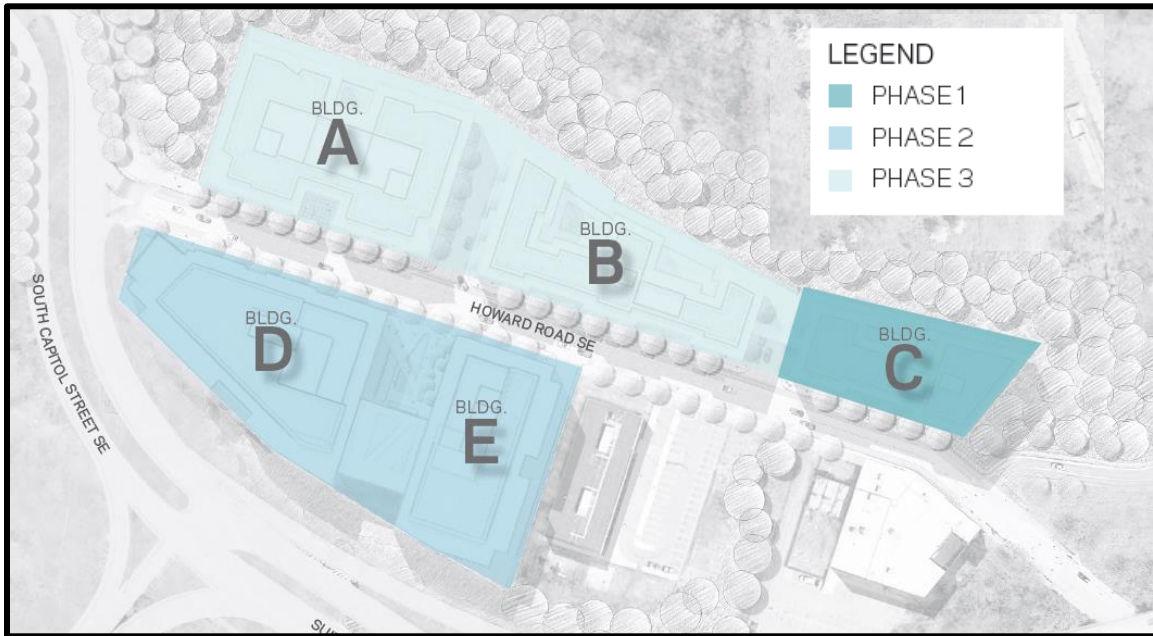 LEGEND
PHASE 1
PHASE 2
PHASE 3
BLDG.
A
BLDG.
B
BLDG.
C
BLDG.
D
BLDG.
E
HOWARD ROAD SE
SOUTH CAPITOL STREET SE